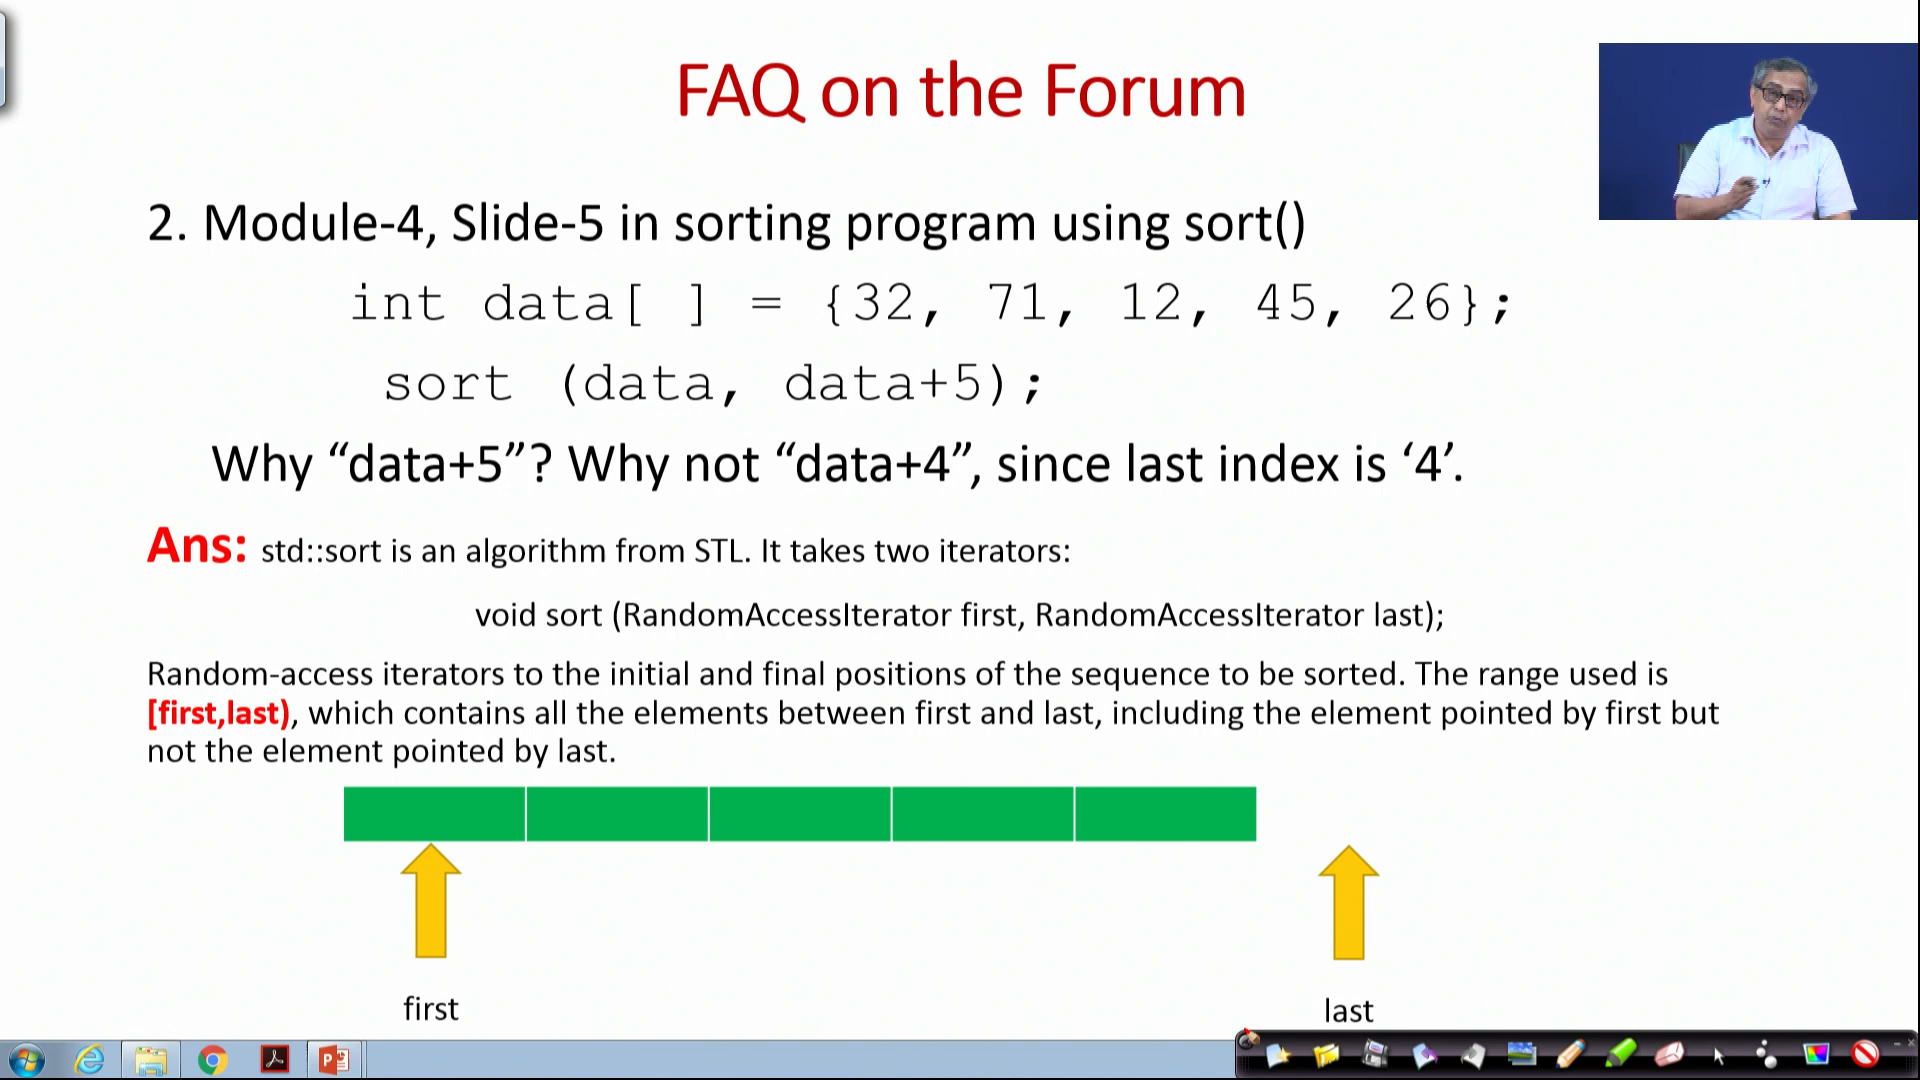 FAQ on the Forum
2. Module-4, Slide-5 in sorting program using sort()
int data[ ] = {32, 71, 12, 45, 26};
sort (data, data+5);
Why “data+5”? Why not “data+4”, since last index is ‘4’.
Ans: std::sort is an algorithm from STL. It takes two iterators:
void sort (RandomAccessIterator first, RandomAccessIterator last);
Random-access iterators to the initial and final positions of the sequence to be sorted. The range used is
[first,last), which contains all the elements between first and last, including the element pointed by first but
not the element pointed by last.
first
last